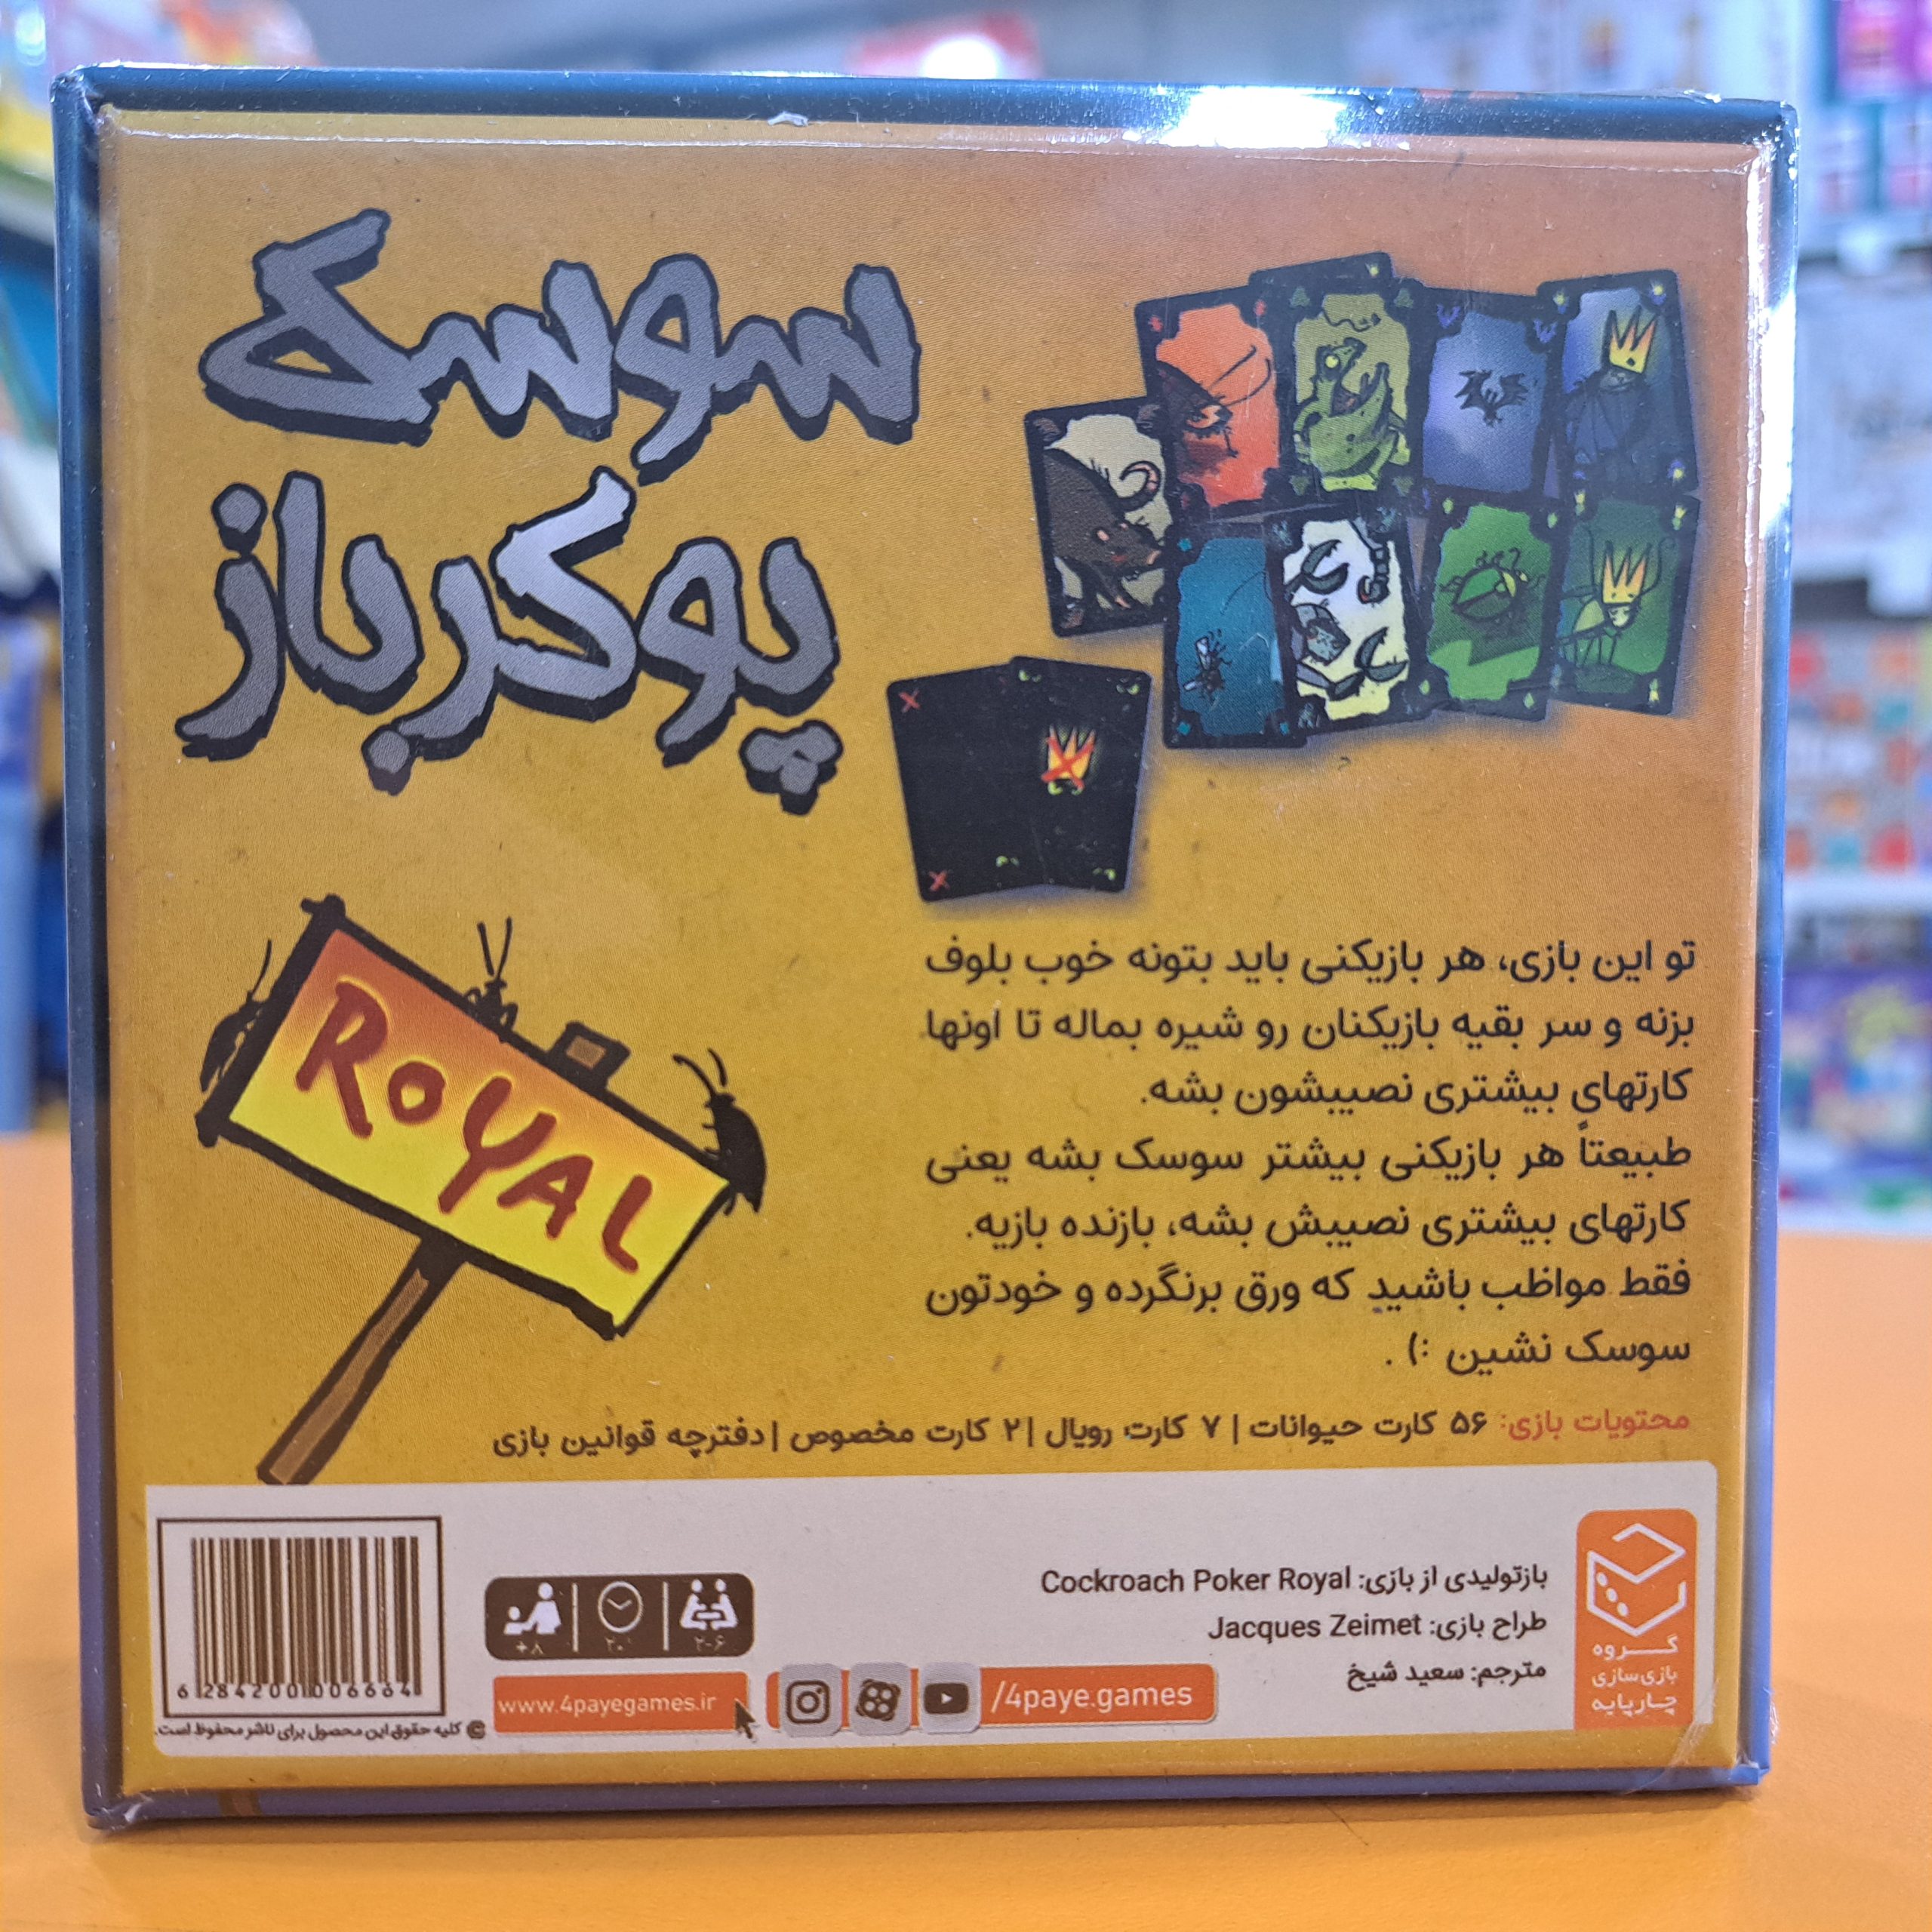 سوسک
پوکرباز
ROYAL
تو این بازی، هر بازیکنی باید بتونه خوب بلوف
بزنه و سر بقیه بازیکنان رو شیره بماله تا اونها
کارتهای بیشتری نصیبشون بشه.
طبیعتاً هر بازیکنی بیشتر سوسک بشه یعنی
کارتهای بیشتری نصیبش بشه، بازنده بازیه.
فقط مواظب باشید که ورق برنگرده و خودتون
سوسک نشین :) .
محتویات بازی: ۵۶ کارت حیوانات | ۷ کارت رویال | ۲ کارت مخصوص | دفترچه قوانین بازی
بازتولیدی از بازی: Cockroach Poker Royal
طراح بازی: Jacques Zeimet
مترجم: سعید شیخ
گروه
بازی‌سازی
چارپایه
۲-۶
۲۰'
+۸
/4paye.games
www.4payegames.ir
6 284200 006664
© کلیه حقوق این محصول برای ناشر محفوظ است.